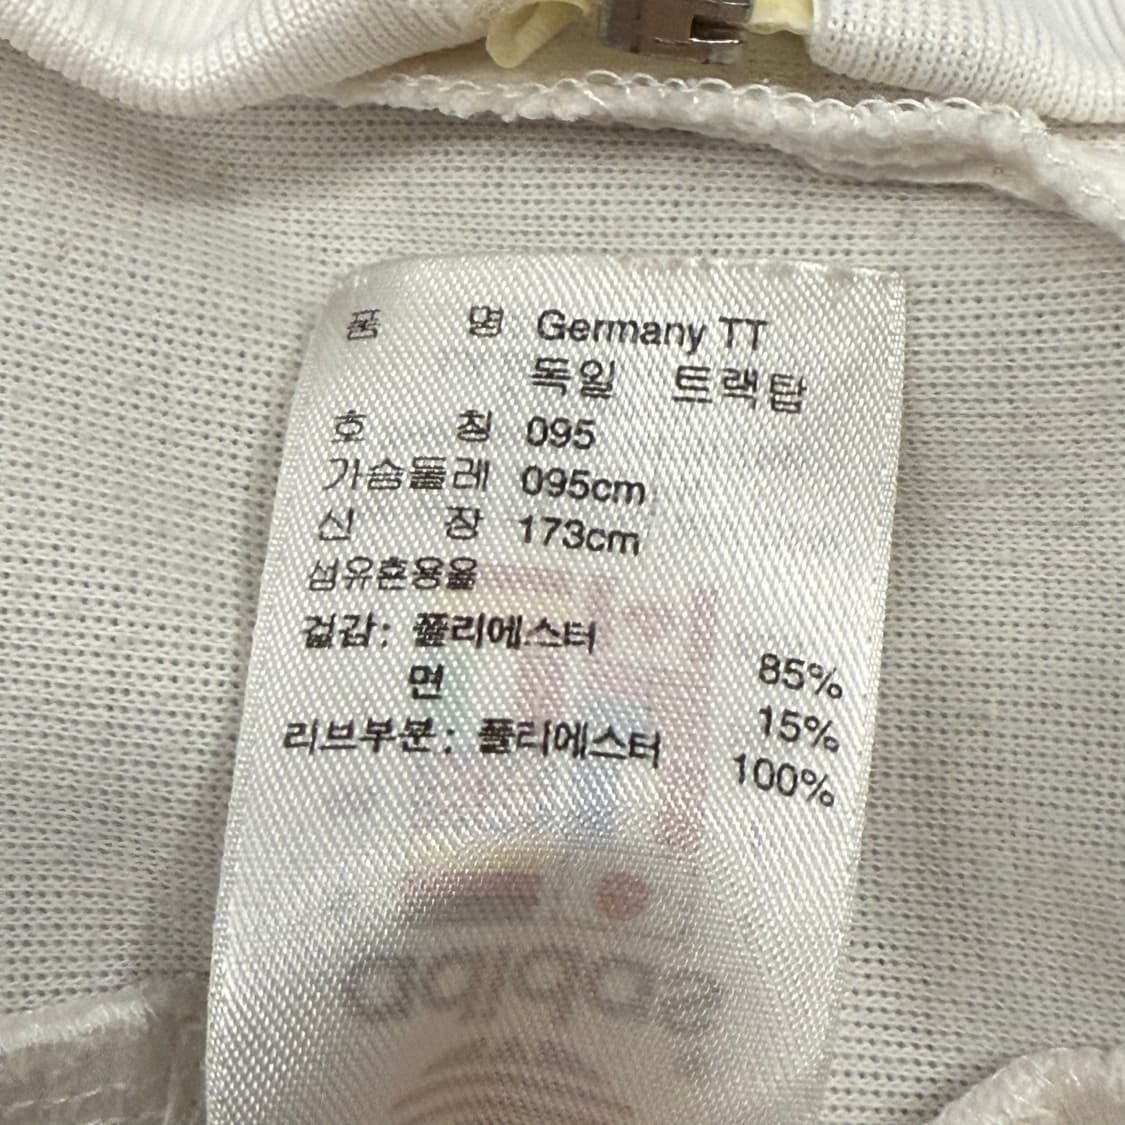 품 명 Germany TT
독일 트랙탑
호 칭 095
가슴둘레 095cm
신 장 173cm
섬유혼용율
겉감: 폴리에스터 85%
면 15%
리브부분: 폴리에스터 100%
adidas